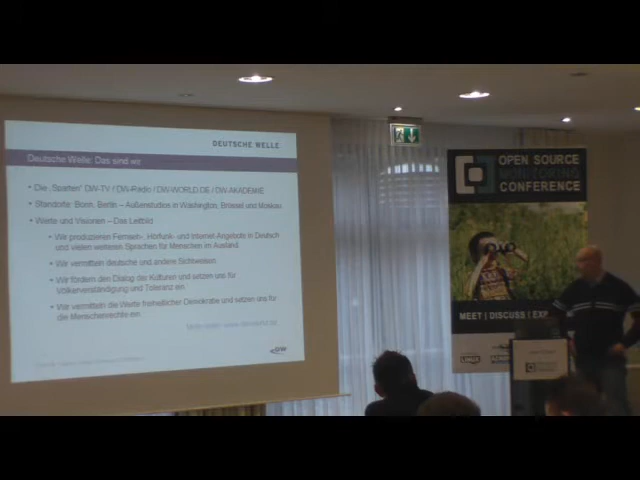 DEUTSCHE WELLE
Deutsche Welle: Das sind wir
Die „Sparten" DW-TV / DW-Radio / DW-WORLD.DE / DW-AKADEMIE
Standorte: Bonn, Berlin – Außenstudios in Washington, Brüssel und Moskau
Werte und Visionen – Das Leitbild
Wir produzieren Fernseh-, Hörfunk- und Internet-Angebote in Deutsch
und vielen weiteren Sprachen für Menschen im Ausland.
Wir vermitteln deutsche und andere Sichtweisen.
Wir fördern den Dialog der Kulturen und setzen uns für
Völkerverständigung und Toleranz ein.
Wir vermitteln die Werte freiheitlicher Demokratie und setzen uns für
die Menschenrechte ein.
DW
OPEN SOURCE
MONITORING
CONFERENCE
MEET | DISCUSS |